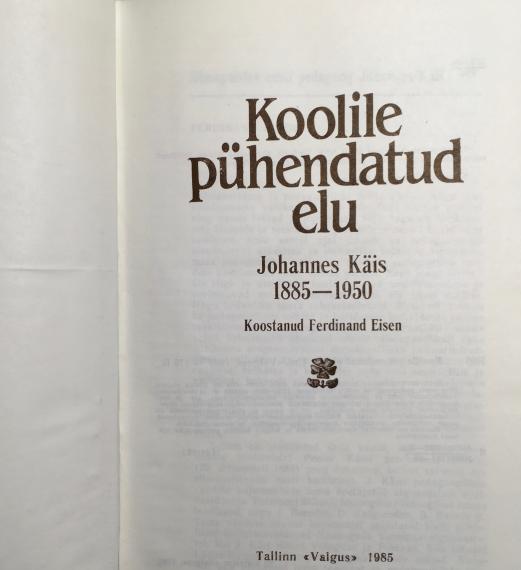 Koolile
pühendatud
elu
Johannes Käis
1885—1950
Koostanud Ferdinand Eisen
Tallinn «Valgus» 1985